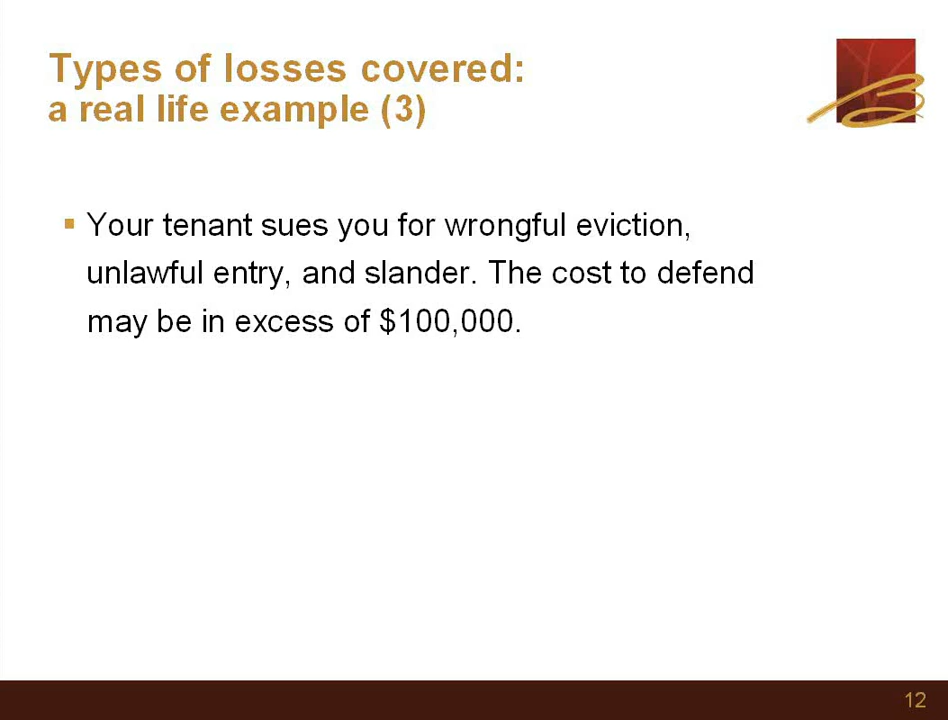 Types of losses covered:
a real life example (3)
Your tenant sues you for wrongful eviction,
unlawful entry, and slander. The cost to defend
may be in excess of $100,000.
12